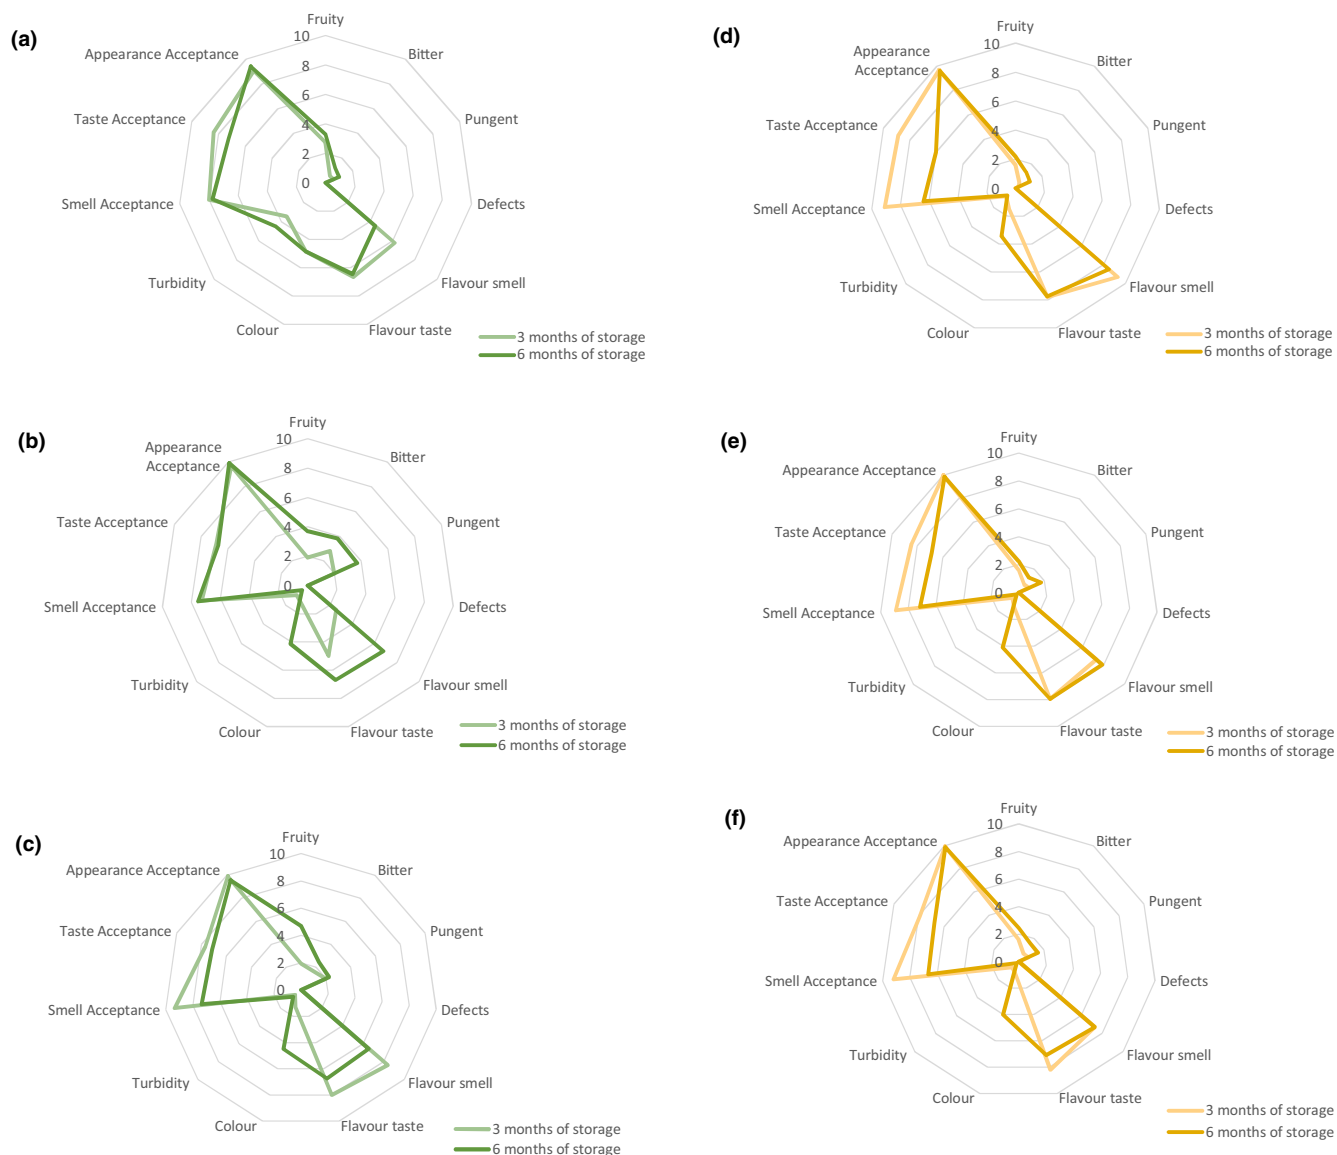 (a)
Fruity
10
8
6
4
2
0
Bitter
Pungent
Defects
Flavour smell
Flavour taste
Colour
Turbidity
Smell Acceptance
Taste Acceptance
Appearance Acceptance
3 months of storage
6 months of storage
(d)
Fruity
10
8
6
4
2
0
Bitter
Pungent
Defects
Flavour smell
Flavour taste
Colour
Turbidity
Smell Acceptance
Taste Acceptance
Appearance
Acceptance
3 months of storage
6 months of storage
(b)
Fruity
10
8
6
4
2
0
Bitter
Pungent
Defects
Flavour smell
Flavour taste
Colour
Turbidity
Smell Acceptance
Taste Acceptance
Appearance
Acceptance
3 months of storage
6 months of storage
(e)
Fruity
10
8
6
4
2
0
Bitter
Pungent
Defects
Flavour smell
Flavour taste
Colour
Turbidity
Smell Acceptance
Taste Acceptance
Appearance Acceptance
3 months of storage
6 months of storage
(c)
Fruity
10
8
6
4
2
0
Bitter
Pungent
Defects
Flavour smell
Flavour taste
Colour
Turbidity
Smell Acceptance
Taste Acceptance
Appearance Acceptance
3 months of storage
6 months of storage
(f)
Fruity
10
8
6
4
2
0
Bitter
Pungent
Defects
Flavour smell
Flavour taste
Colour
Turbidity
Smell Acceptance
Taste Acceptance
Appearance Acceptance
3 months of storage
6 months of storage